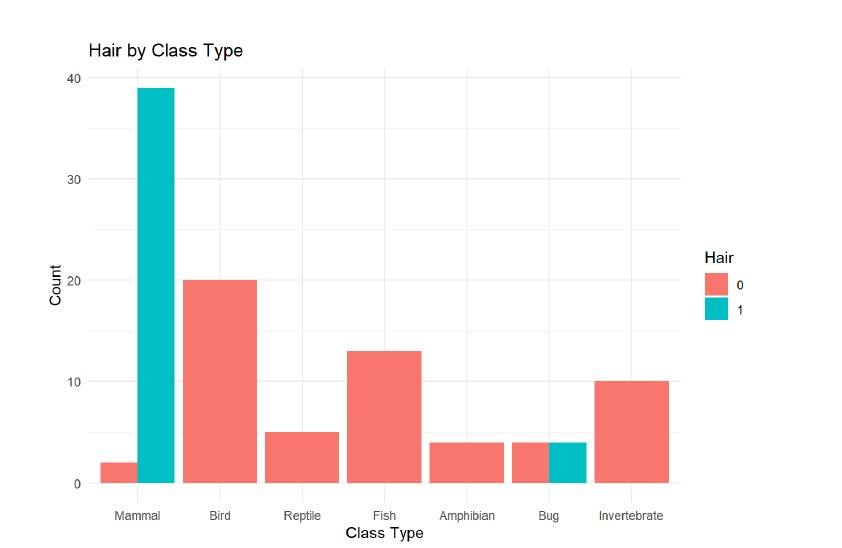 Hair by Class Type
40
30
20
10
0
Count
Mammal Bird Reptile Fish Amphibian Bug Invertebrate
Class Type
Hair
0
1